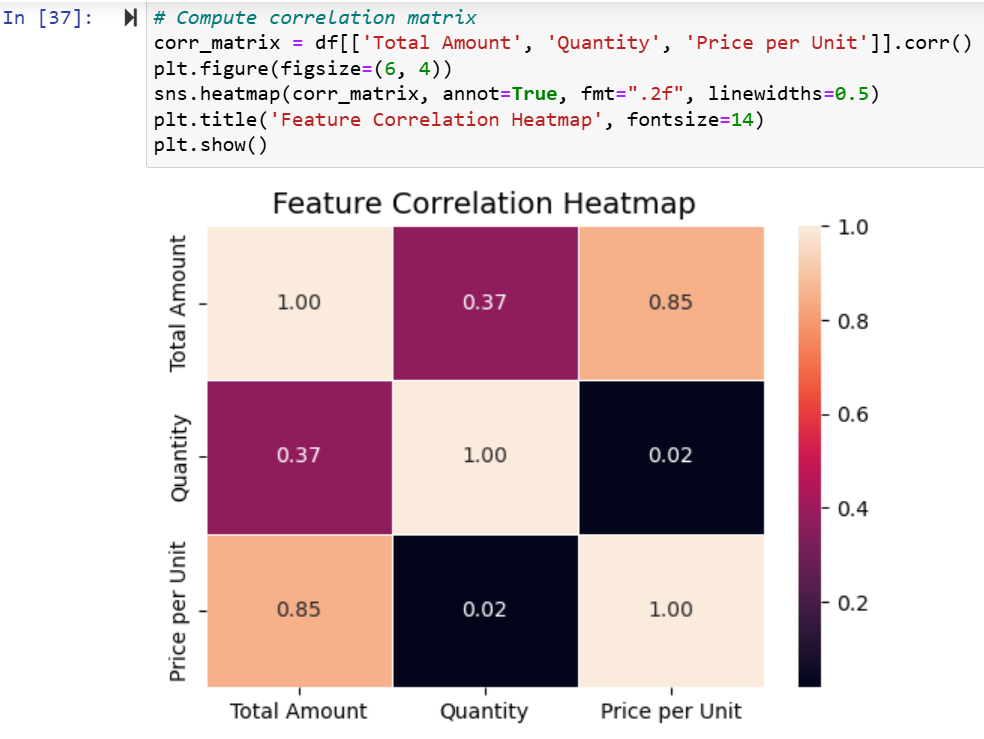 In [37]:
# Compute correlation matrix
corr_matrix = df[['Total Amount', 'Quantity', 'Price per Unit']].corr()
plt.figure(figsize=(6, 4))
sns.heatmap(corr_matrix, annot=True, fmt=".2f", linewidths=0.5)
plt.title('Feature Correlation Heatmap', fontsize=14)
plt.show()
Feature Correlation Heatmap
Total Amount
1.00 0.37 0.85
Quantity
0.37 1.00 0.02
Price per Unit
0.85 0.02 1.00
Total Amount Quantity Price per Unit
1.0
0.8
0.6
0.4
0.2